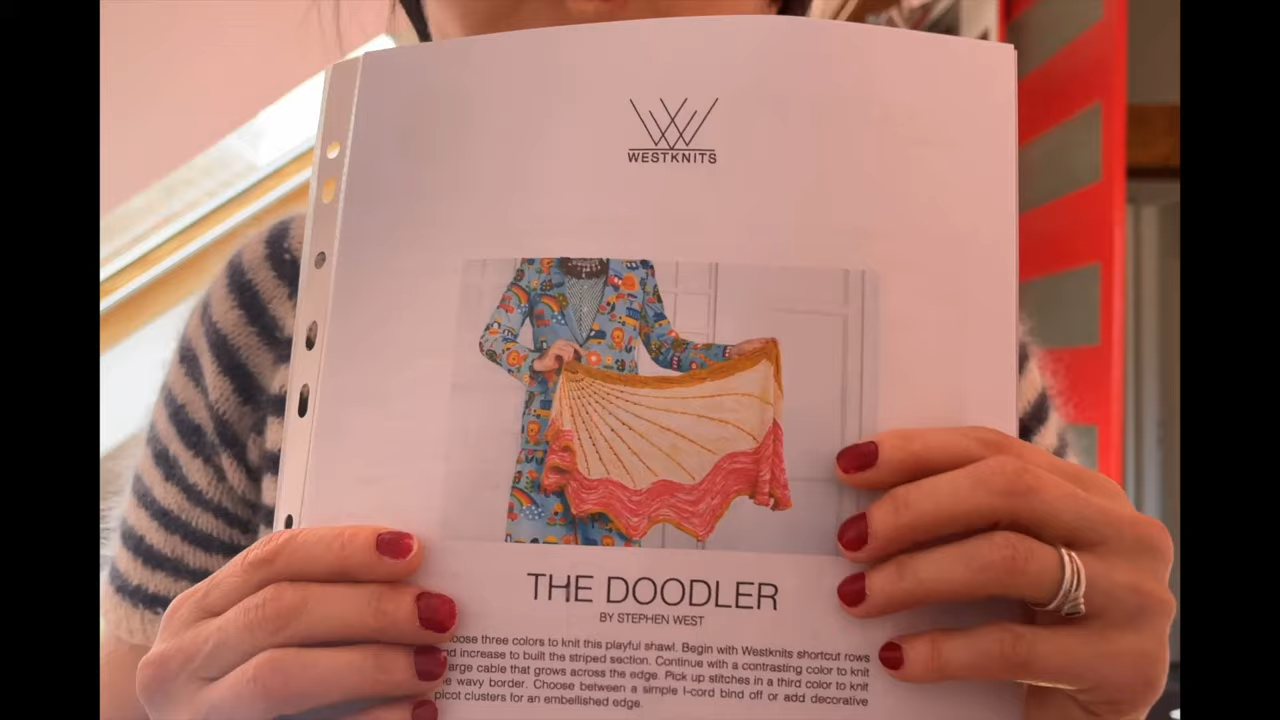 WESTKNITS
THE DOODLER
BY STEPHEN WEST
three colors to knit this playful shawl. Begin with Westknits shortcut rows
increase to built the striped section. Continue with a contrasting color to knit
cable that grows across the edge. Pick up stitches in a third color to knit
wavy border. Choose between a simple I-cord bind off or add decorative
picot clusters for an embellished edge.